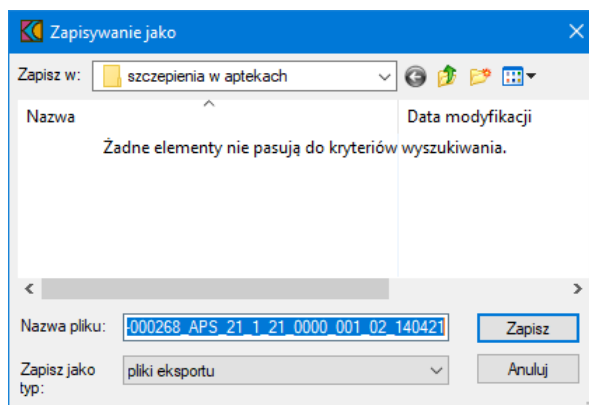 Zapisywanie jako
Zapisz w: szczepienia w aptekach
Nazwa Data modyfikacji
Żadne elementy nie pasują do kryteriów wyszukiwania.
Nazwa pliku: -000268_APS_21_1_21_0000_001_02_140421 Zapisz
Zapisz jako typ: pliki eksportu Anuluj